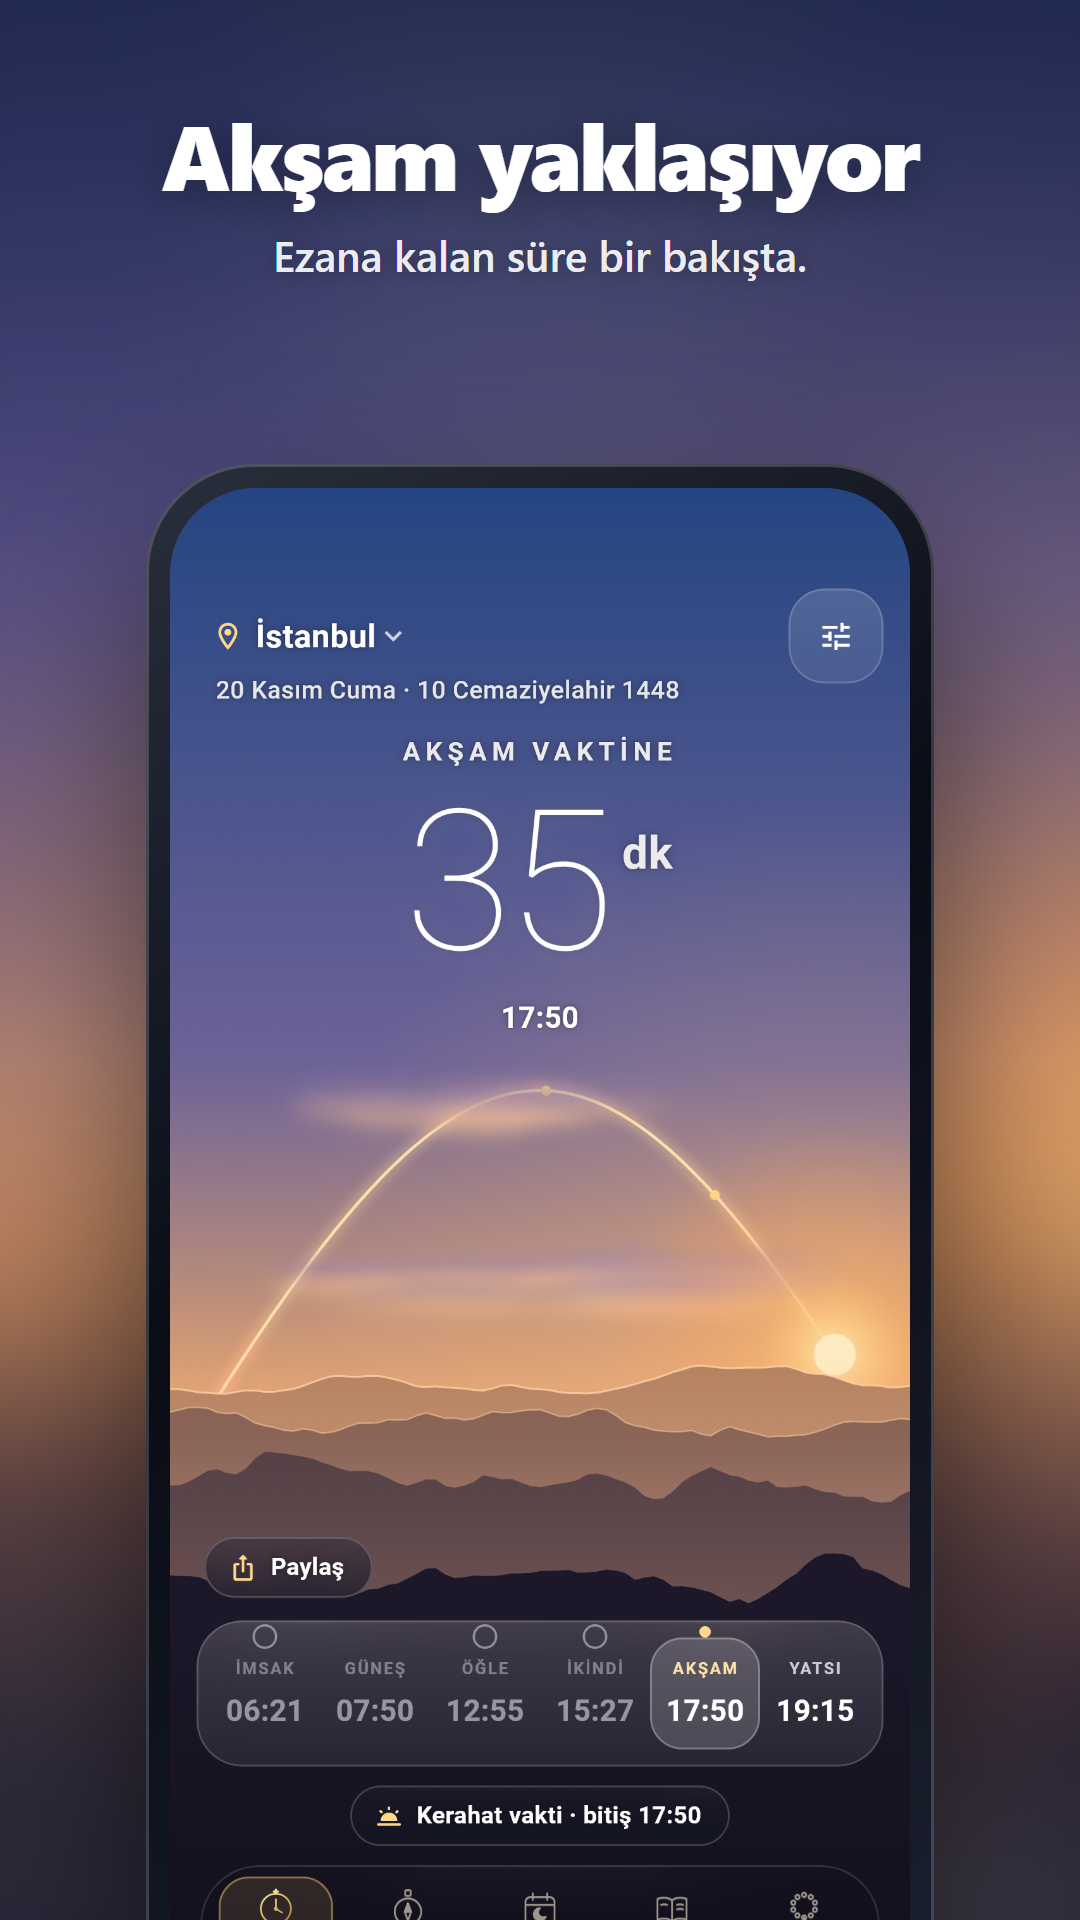 Akşam yaklaşıyor
Ezana kalan süre bir bakışta.
İstanbul
20 Kasım Cuma · 10 Cemaziyelahir 1448
AKŞAM VAKTİNE
35 dk
17:50
Paylaş
İMSAK GÜNEŞ ÖĞLE İKİNDİ AKŞAM YATSI
06:21 07:50 12:55 15:27 17:50 19:15
Kerahat vakti · bitiş 17:50